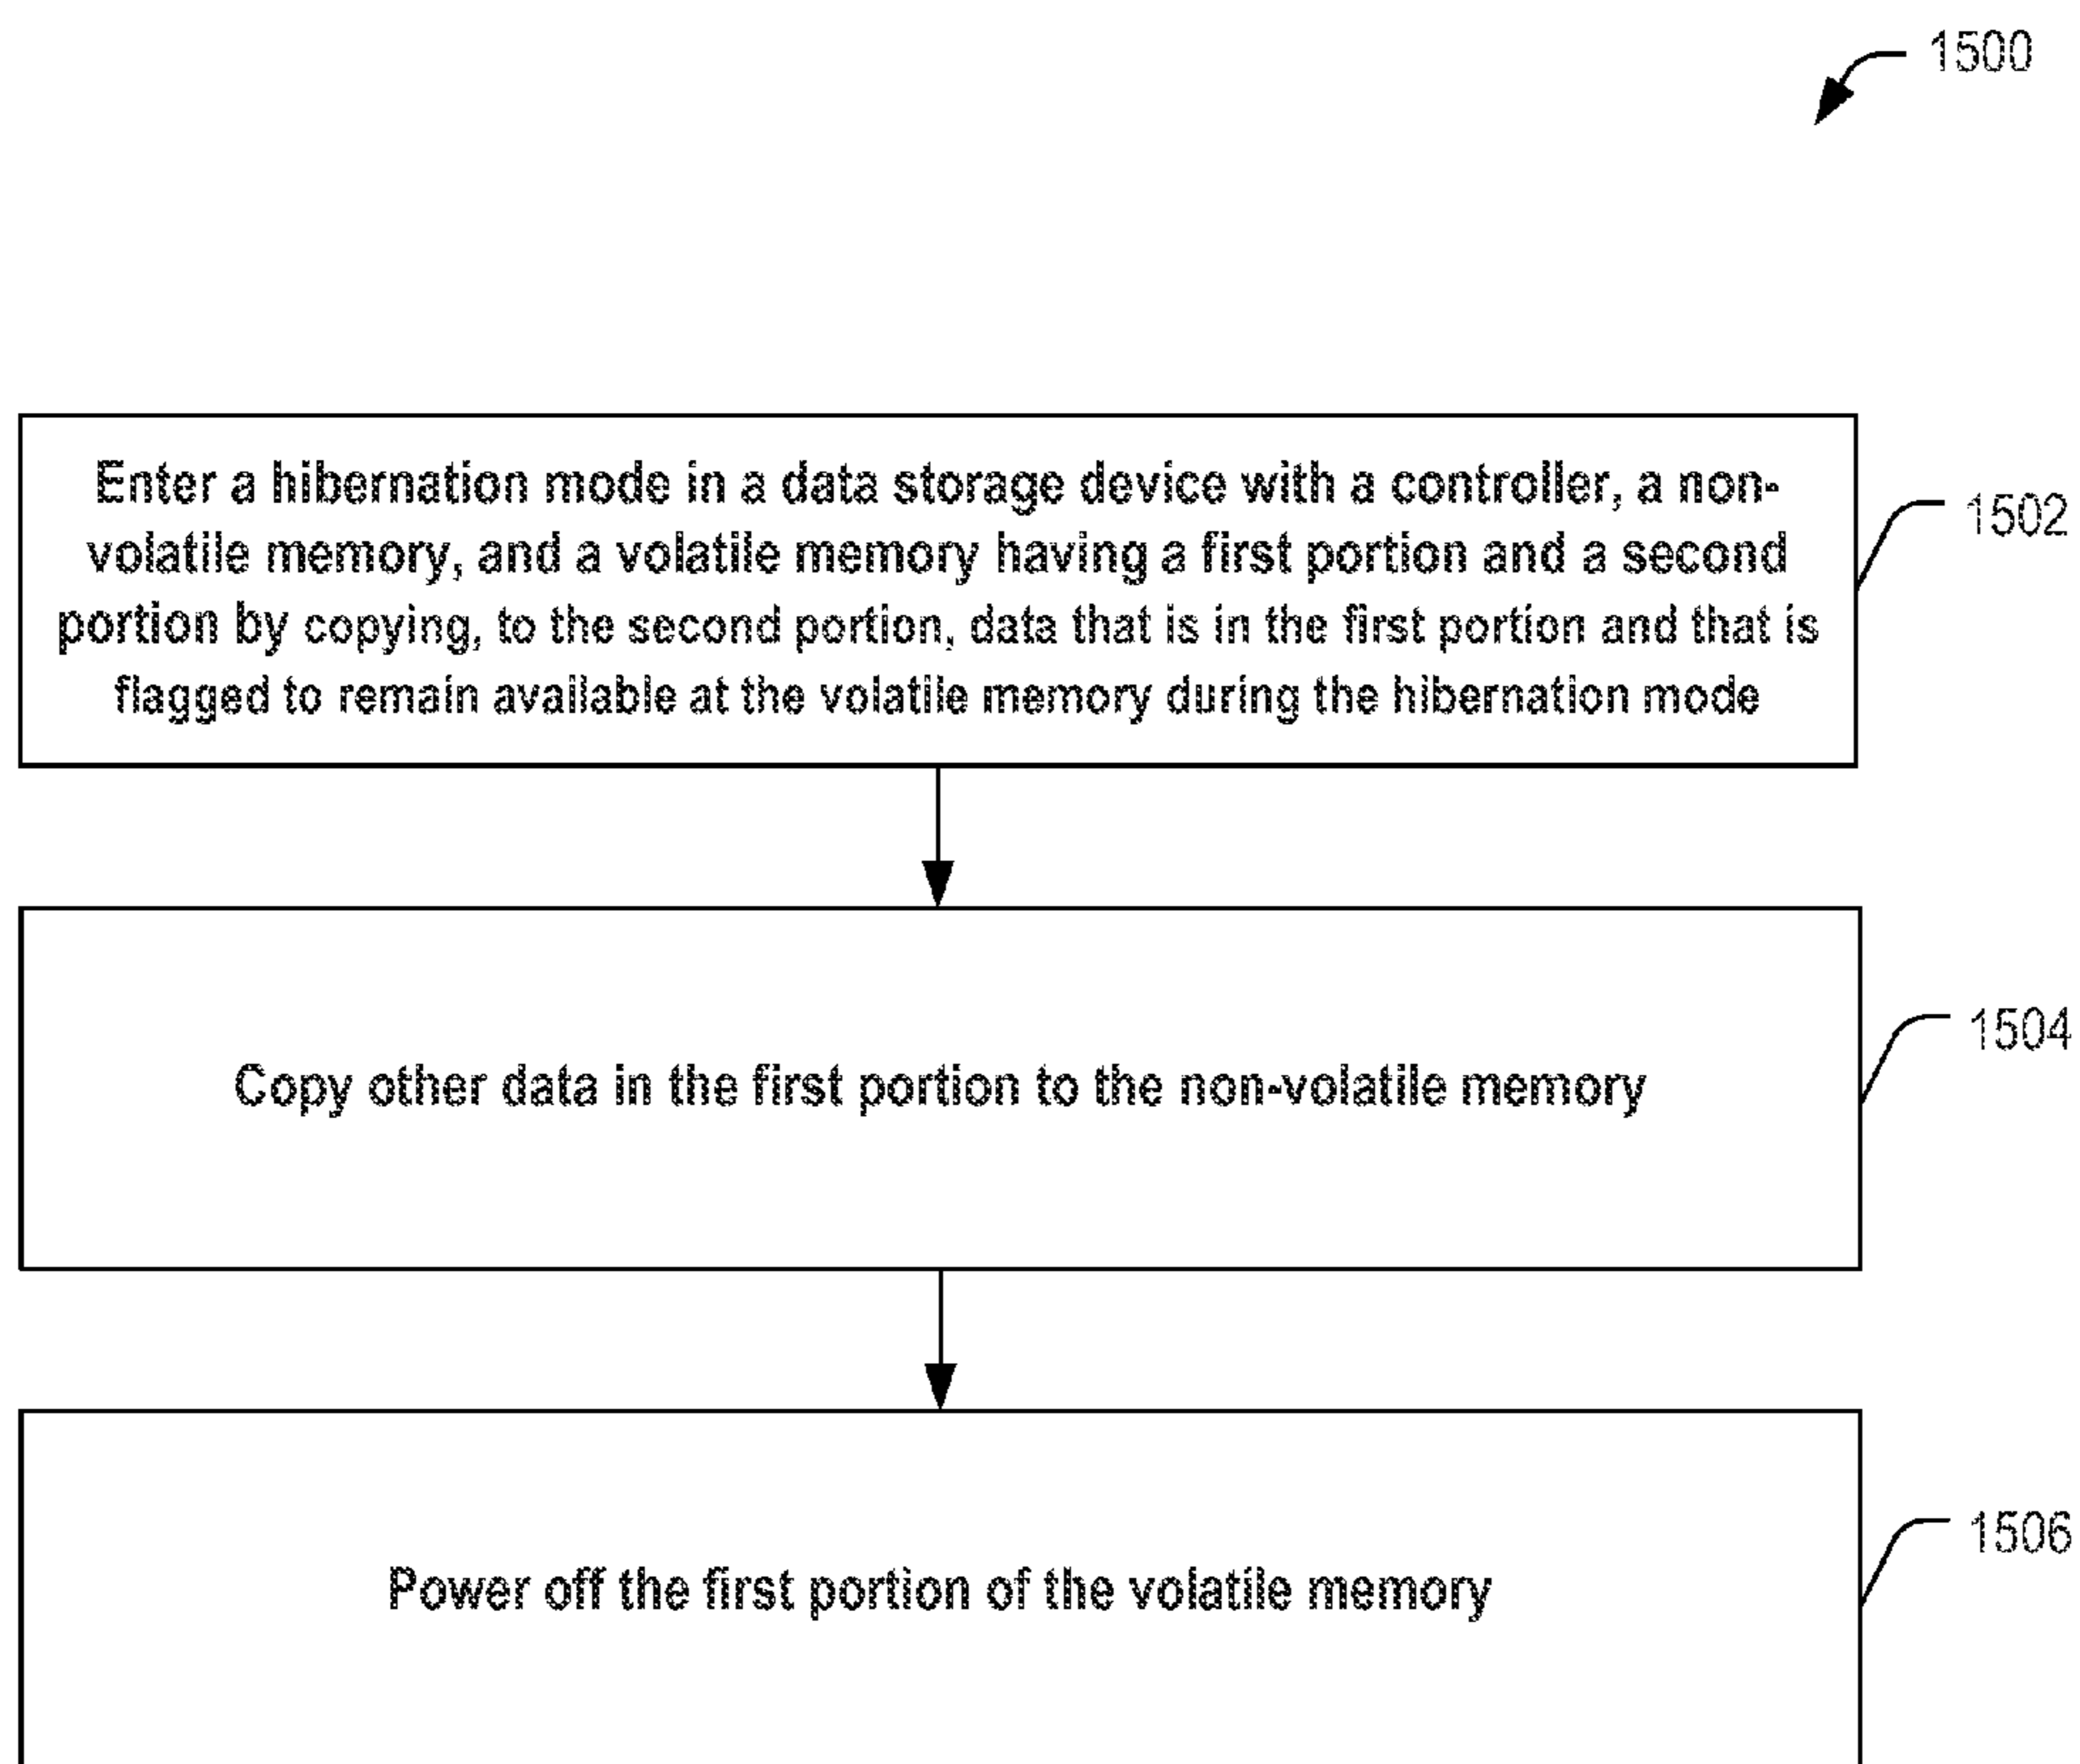 1500
Enter a hibernation mode in a data storage device with a controller, a non-
volatile memory, and a volatile memory having a first portion and a second
portion by copying, to the second portion, data that is in the first portion and that is
flagged to remain available at the volatile memory during the hibernation mode
1502
Copy other data in the first portion to the non-volatile memory
1504
Power off the first portion of the volatile memory
1506